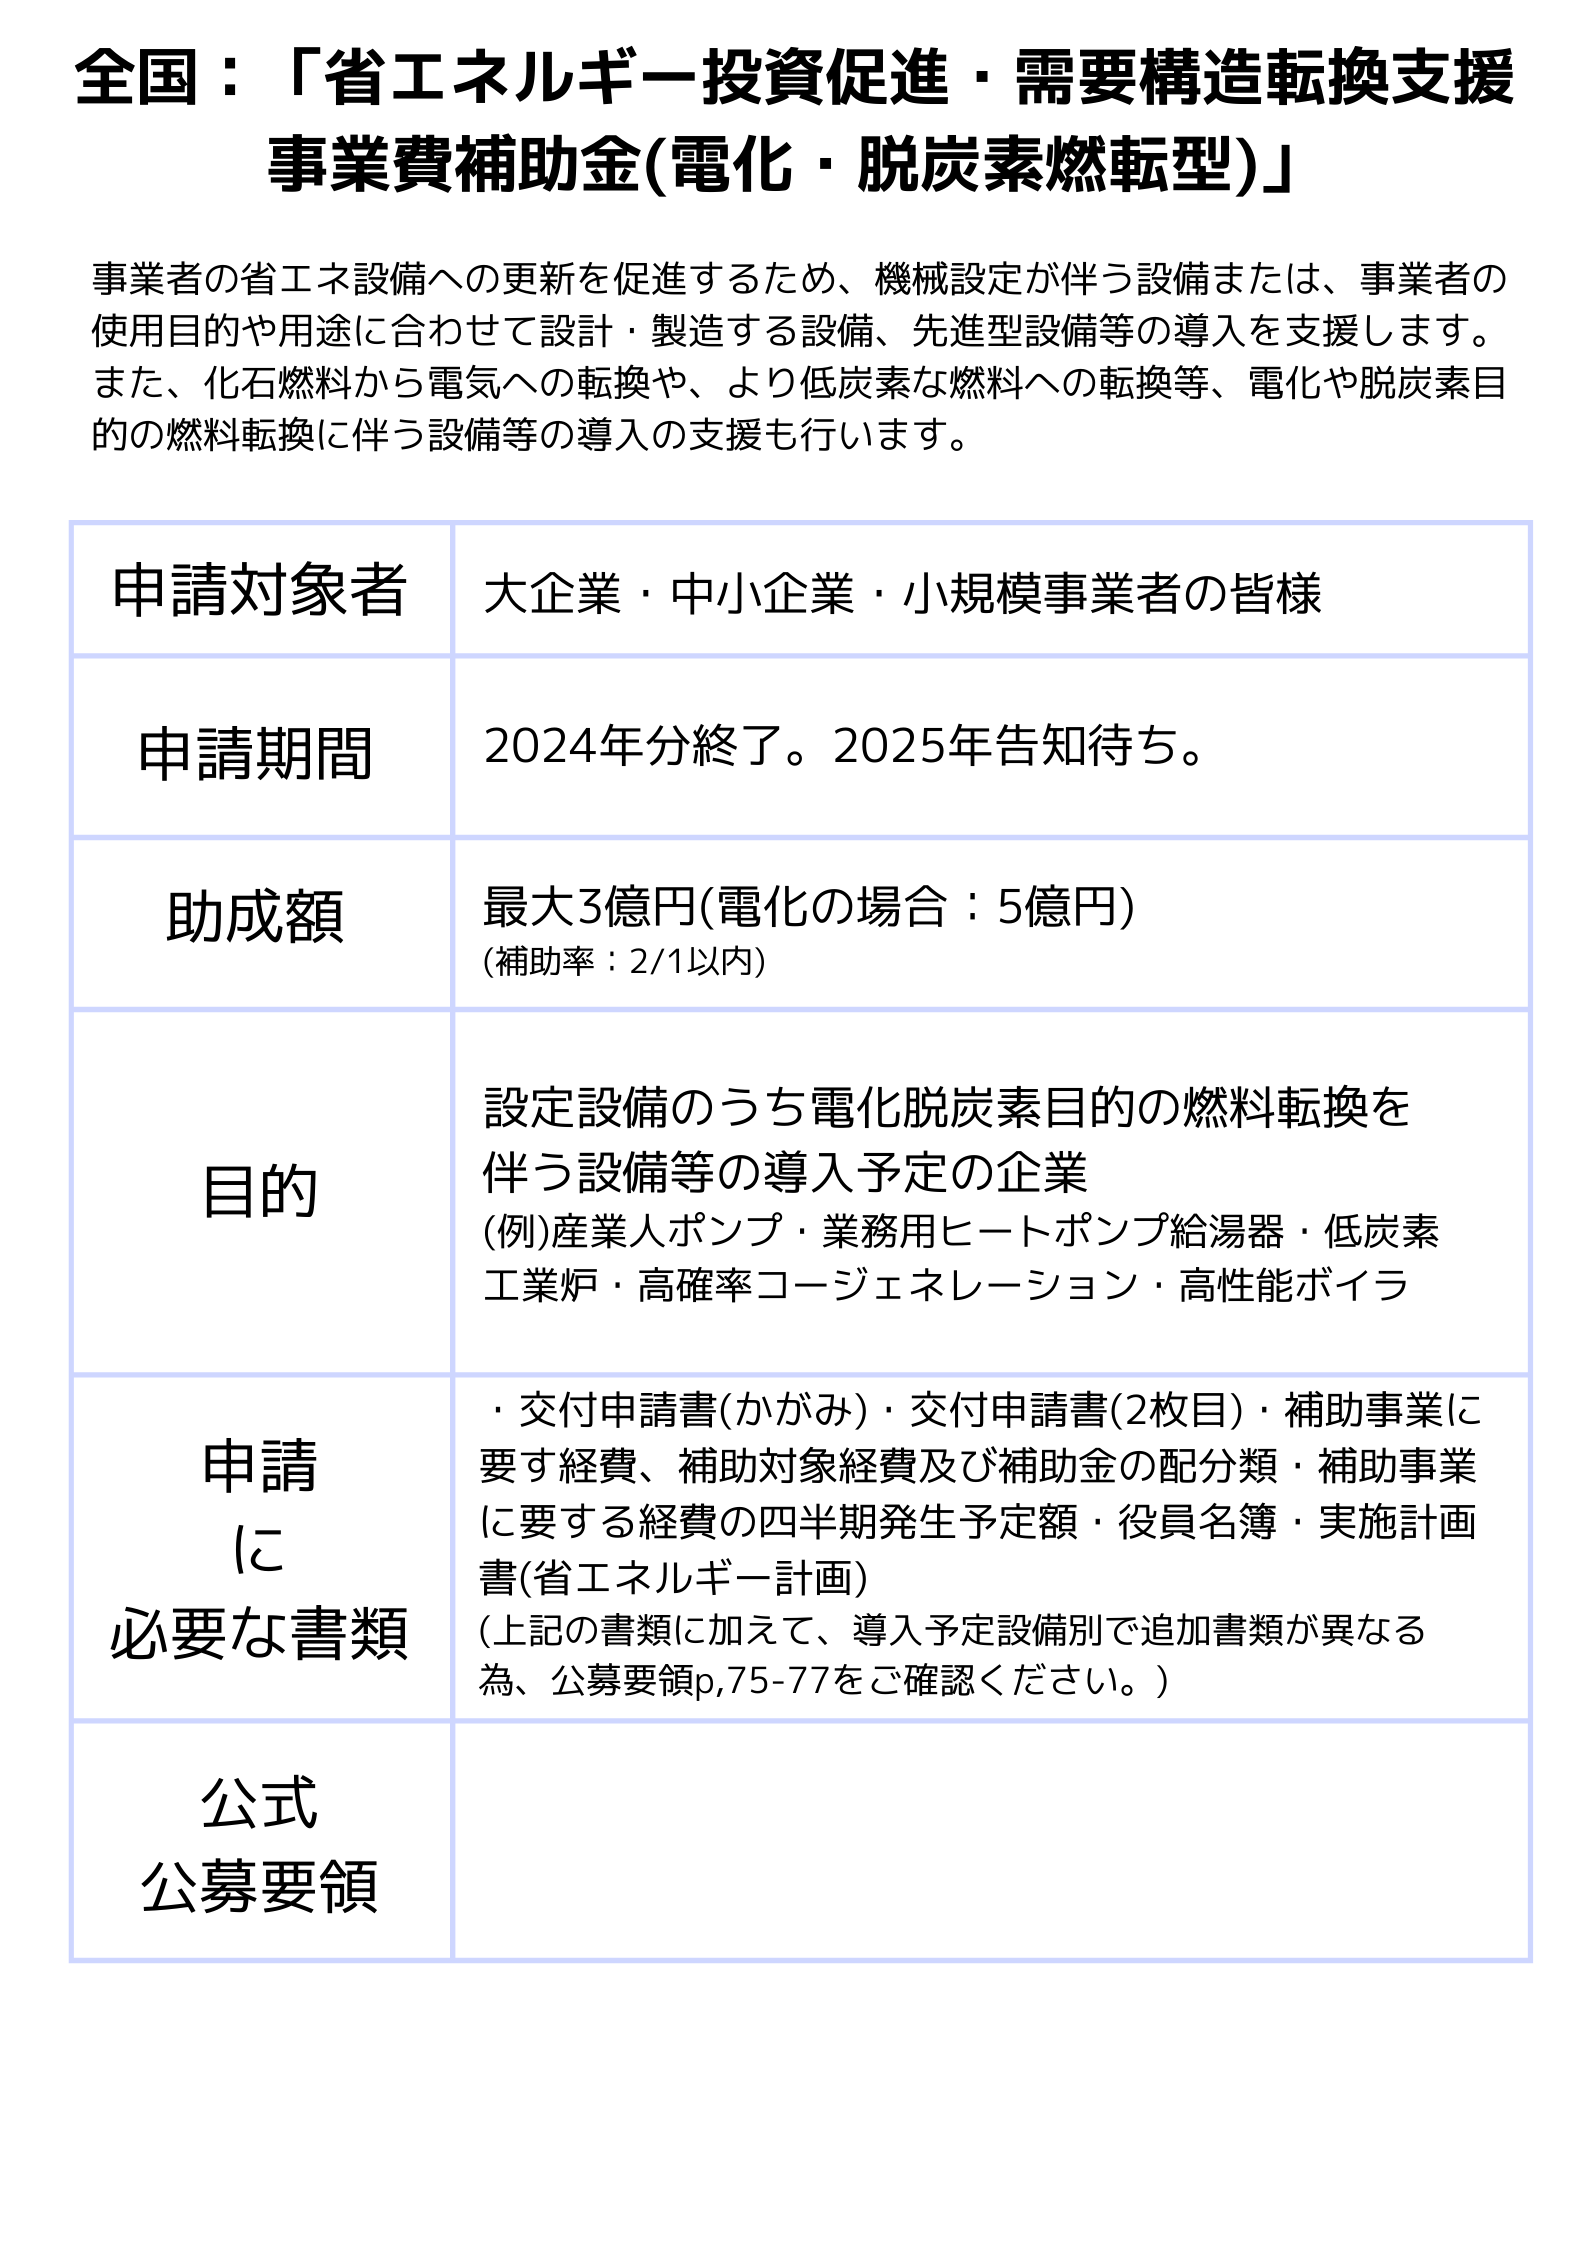 全国：「省エネルギー投資促進・需要構造転換支援
事業費補助金(電化・脱炭素燃転型)」
事業者の省エネ設備への更新を促進するため、機械設定が伴う設備または、事業者の
使用目的や用途に合わせて設計・製造する設備、先進型設備等の導入を支援します。
また、化石燃料から電気への転換や、より低炭素な燃料への転換等、電化や脱炭素目
的の燃料転換に伴う設備等の導入の支援も行います。
申請対象者
大企業・中小企業・小規模事業者の皆様
申請期間
2024年分終了。2025年告知待ち。
助成額
最大3億円(電化の場合：5億円)
(補助率：2/1以内)
目的
設定設備のうち電化脱炭素目的の燃料転換を
伴う設備等の導入予定の企業
(例)産業人ポンプ・業務用ヒートポンプ給湯器・低炭素
工業炉・高確率コージェネレーション・高性能ボイラ
申請
に
必要な書類
・交付申請書(かがみ)・交付申請書(2枚目)・補助事業に
要す経費、補助対象経費及び補助金の配分類・補助事業
に要する経費の四半期発生予定額・役員名簿・実施計画
書(省エネルギー計画)
(上記の書類に加えて、導入予定設備別で追加書類が異なる
為、公募要領p,75-77をご確認ください。)
公式
公募要領